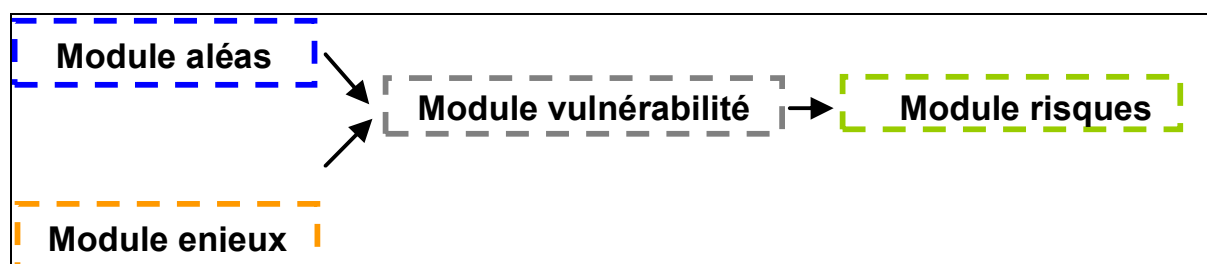 Module aléas
Module vulnérabilité
Module risques
Module enjeux